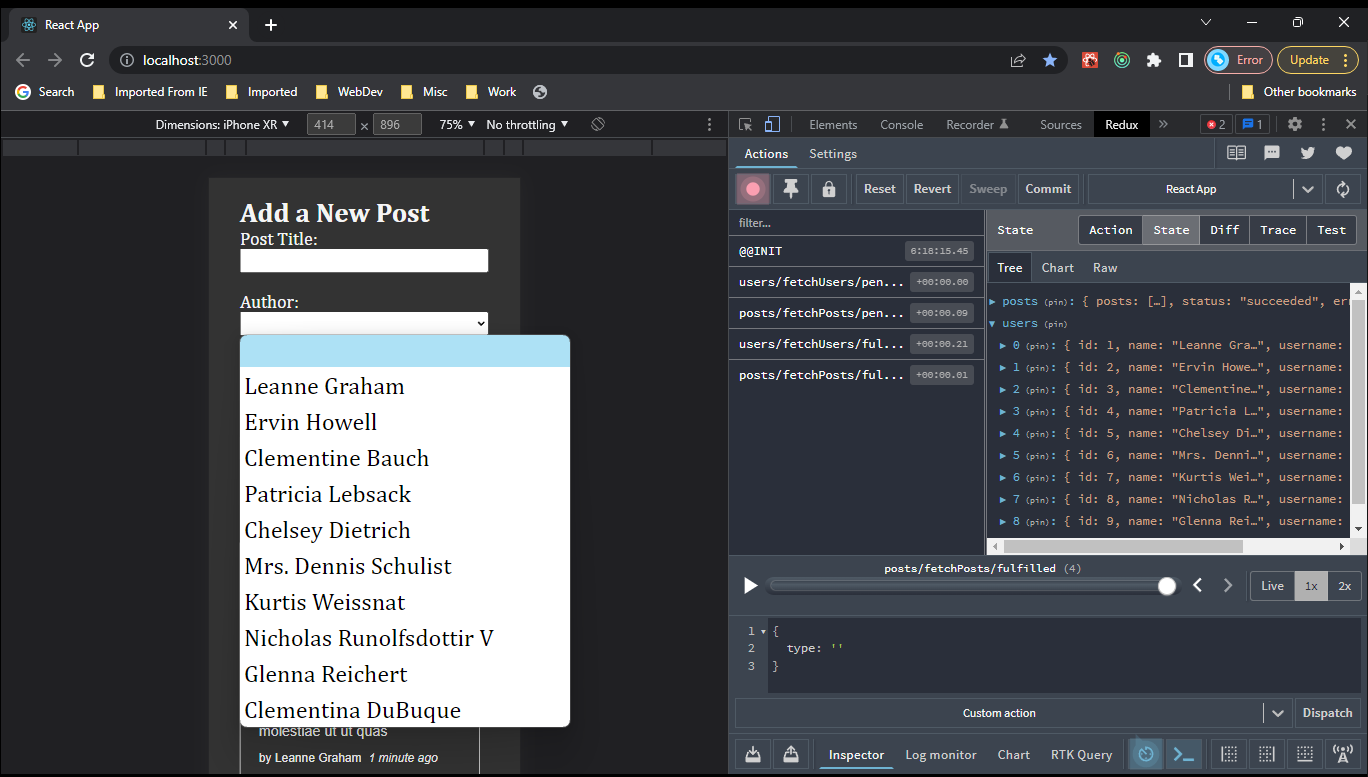 React App
localhost:3000
Error
Update
Search
Imported From IE
Imported
WebDev
Misc
Work
Other bookmarks
Dimensions: iPhone XR
414 x 896
75%
No throttling
Elements
Console
Recorder
Sources
Redux
2
1
Add a New Post
Post Title:
Author:
Leanne Graham
Ervin Howell
Clementine Bauch
Patricia Lebsack
Chelsey Dietrich
Mrs. Dennis Schulist
Kurtis Weissnat
Nicholas Runolfsdottir V
Glenna Reichert
Clementina DuBuque
molestiae ut ut quas
by Leanne Graham 1 minute ago
Actions
Settings
Reset
Revert
Sweep
Commit
React App
filter...
@@INIT 6:18:15.45
users/fetchUsers/pen... +00:00.00
posts/fetchPosts/pen... +00:00.09
users/fetchUsers/ful... +00:00.21
posts/fetchPosts/ful... +00:00.01
State
Action
State
Diff
Trace
Test
Tree
Chart
Raw
posts (pin): { posts: […], status: "succeeded", err
users (pin)
0 (pin): { id: 1, name: "Leanne Gra…", username:
1 (pin): { id: 2, name: "Ervin Howe…", username:
2 (pin): { id: 3, name: "Clementine…", username:
3 (pin): { id: 4, name: "Patricia L…", username:
4 (pin): { id: 5, name: "Chelsey Di…", username:
5 (pin): { id: 6, name: "Mrs. Denni…", username:
6 (pin): { id: 7, name: "Kurtis Wei…", username:
7 (pin): { id: 8, name: "Nicholas R…", username:
8 (pin): { id: 9, name: "Glenna Rei…", username:
posts/fetchPosts/fulfilled (4)
Live
1x
2x
1 {
2 type: ''
3 }
Custom action
Dispatch
Inspector
Log monitor
Chart
RTK Query